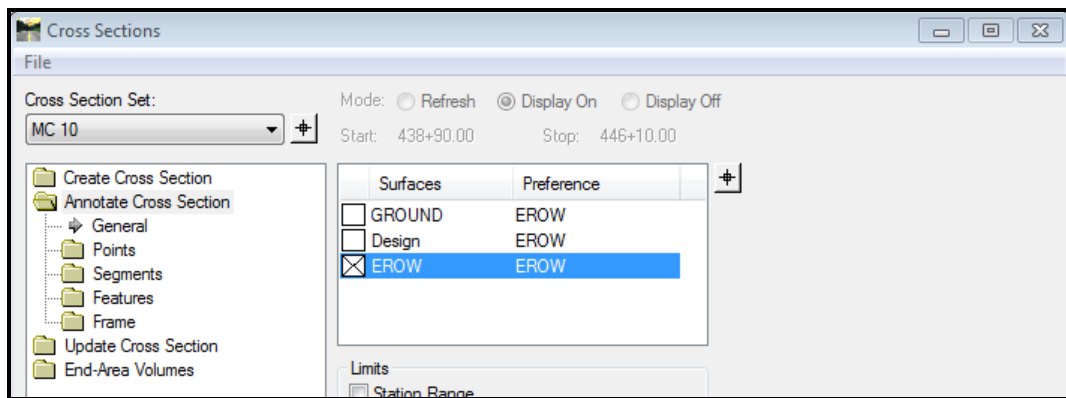 Cross Sections
File
Cross Section Set:
MC 10
Mode: Refresh Display On Display Off
Start: 438+90.00 Stop: 446+10.00
Create Cross Section
Annotate Cross Section
General
Points
Segments
Features
Frame
Update Cross Section
End-Area Volumes
Surfaces Preference
GROUND EROW
Design EROW
EROW EROW
Limits
Station Range